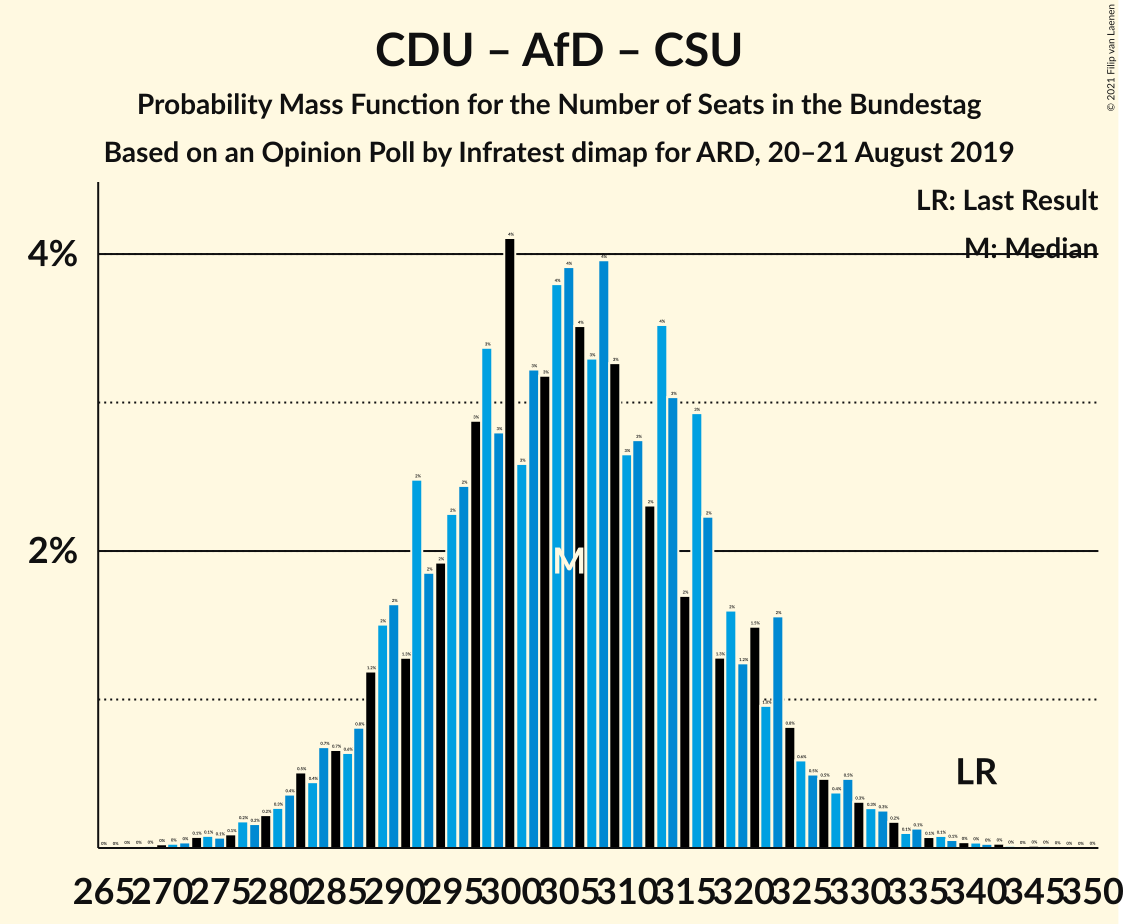 CDU – AfD – CSU
Probability Mass Function for the Number of Seats in the Bundestag
Based on an Opinion Poll by Infratest dimap for ARD, 20–21 August 2019
© 2021 Filip van Laenen
LR: Last Result
M: Median
4%
2%
M
LR
265 270 275 280 285 290 295 300 305 310 315 320 325 330 335 340 345 350